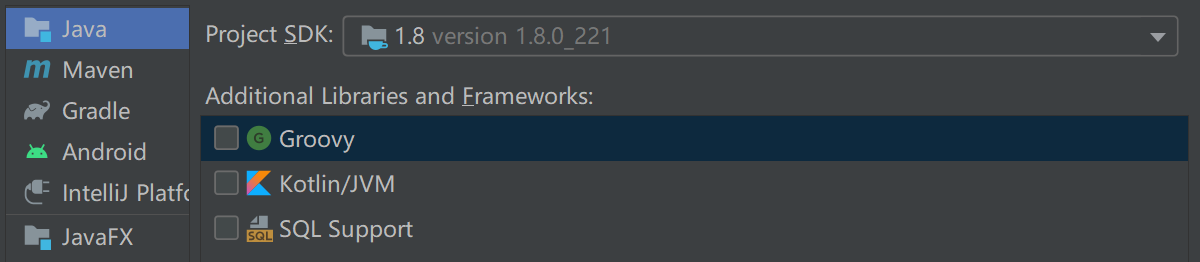 Java
Maven
Gradle
Android
IntelliJ Platfo
JavaFX
Project SDK: 1.8 version 1.8.0_221
Additional Libraries and Frameworks:
G Groovy
Kotlin/JVM
SQL SQL Support